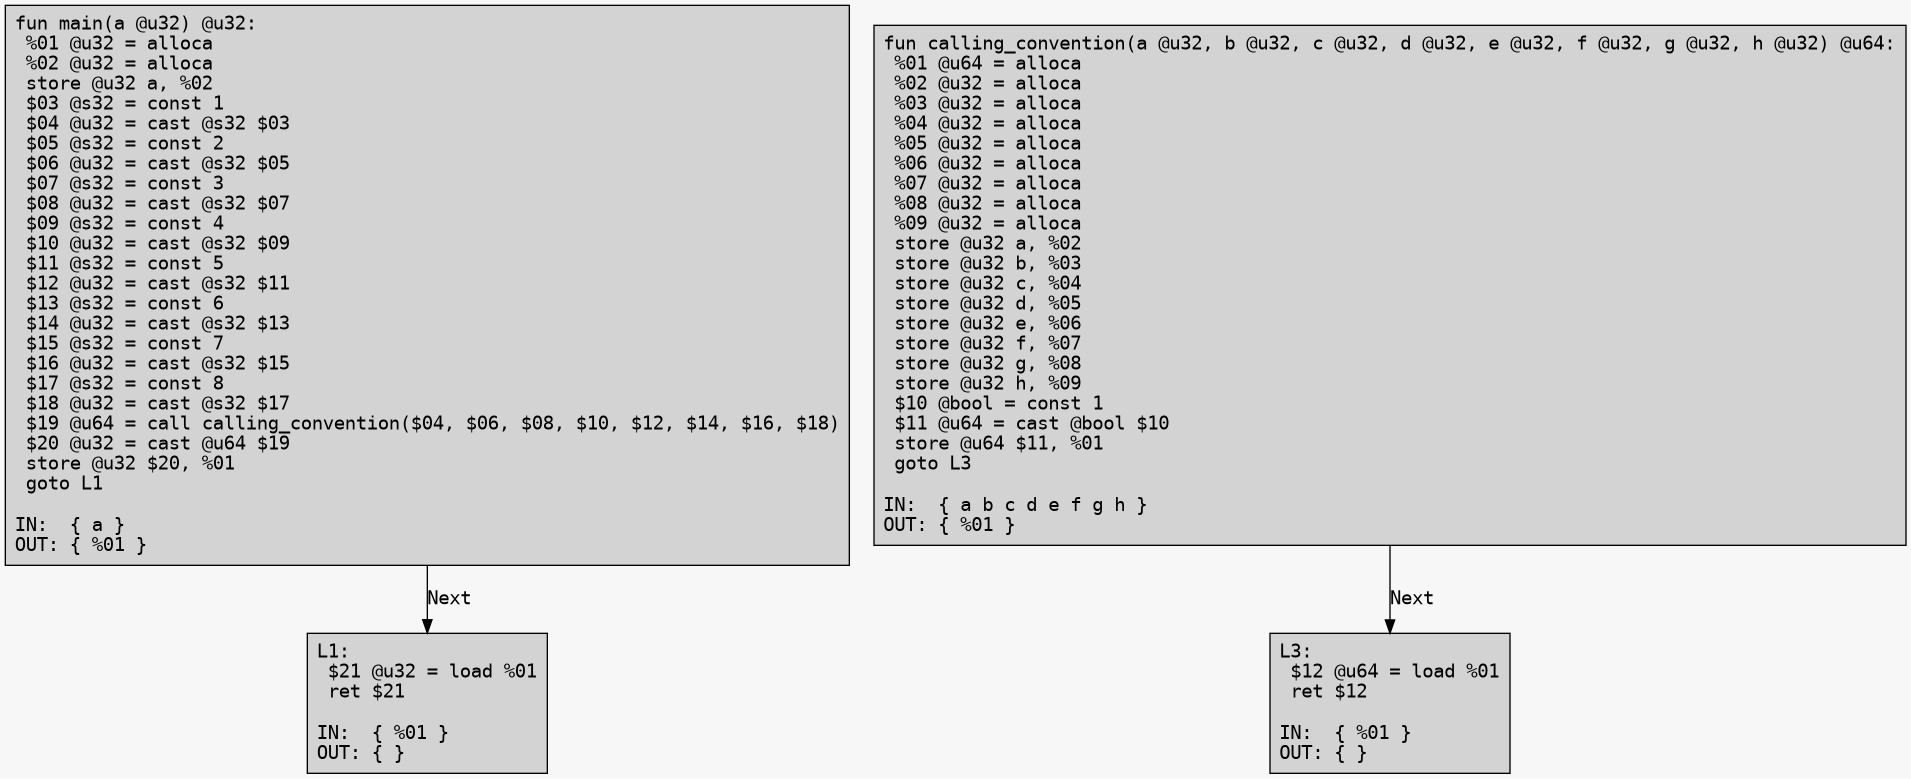 fun main(a @u32) @u32:
 %01 @u32 = alloca
 %02 @u32 = alloca
 store @u32 a, %02
 $03 @s32 = const 1
 $04 @u32 = cast @s32 $03
 $05 @s32 = const 2
 $06 @u32 = cast @s32 $05
 $07 @s32 = const 3
 $08 @u32 = cast @s32 $07
 $09 @s32 = const 4
 $10 @u32 = cast @s32 $09
 $11 @s32 = const 5
 $12 @u32 = cast @s32 $11
 $13 @s32 = const 6
 $14 @u32 = cast @s32 $13
 $15 @s32 = const 7
 $16 @u32 = cast @s32 $15
 $17 @s32 = const 8
 $18 @u32 = cast @s32 $17
 $19 @u64 = call calling_convention($04, $06, $08, $10, $12, $14, $16, $18)
 $20 @u32 = cast @u64 $19
 store @u32 $20, %01
 goto L1
IN:  { a }
OUT: { %01 }
Next
L1:
 $21 @u32 = load %01
 ret $21
IN:  { %01 }
OUT: { }
fun calling_convention(a @u32, b @u32, c @u32, d @u32, e @u32, f @u32, g @u32, h @u32) @u64:
 %01 @u64 = alloca
 %02 @u32 = alloca
 %03 @u32 = alloca
 %04 @u32 = alloca
 %05 @u32 = alloca
 %06 @u32 = alloca
 %07 @u32 = alloca
 %08 @u32 = alloca
 %09 @u32 = alloca
 store @u32 a, %02
 store @u32 b, %03
 store @u32 c, %04
 store @u32 d, %05
 store @u32 e, %06
 store @u32 f, %07
 store @u32 g, %08
 store @u32 h, %09
 $10 @bool = const 1
 $11 @u64 = cast @bool $10
 store @u64 $11, %01
 goto L3
IN:  { a b c d e f g h }
OUT: { %01 }
Next
L3:
 $12 @u64 = load %01
 ret $12
IN:  { %01 }
OUT: { }